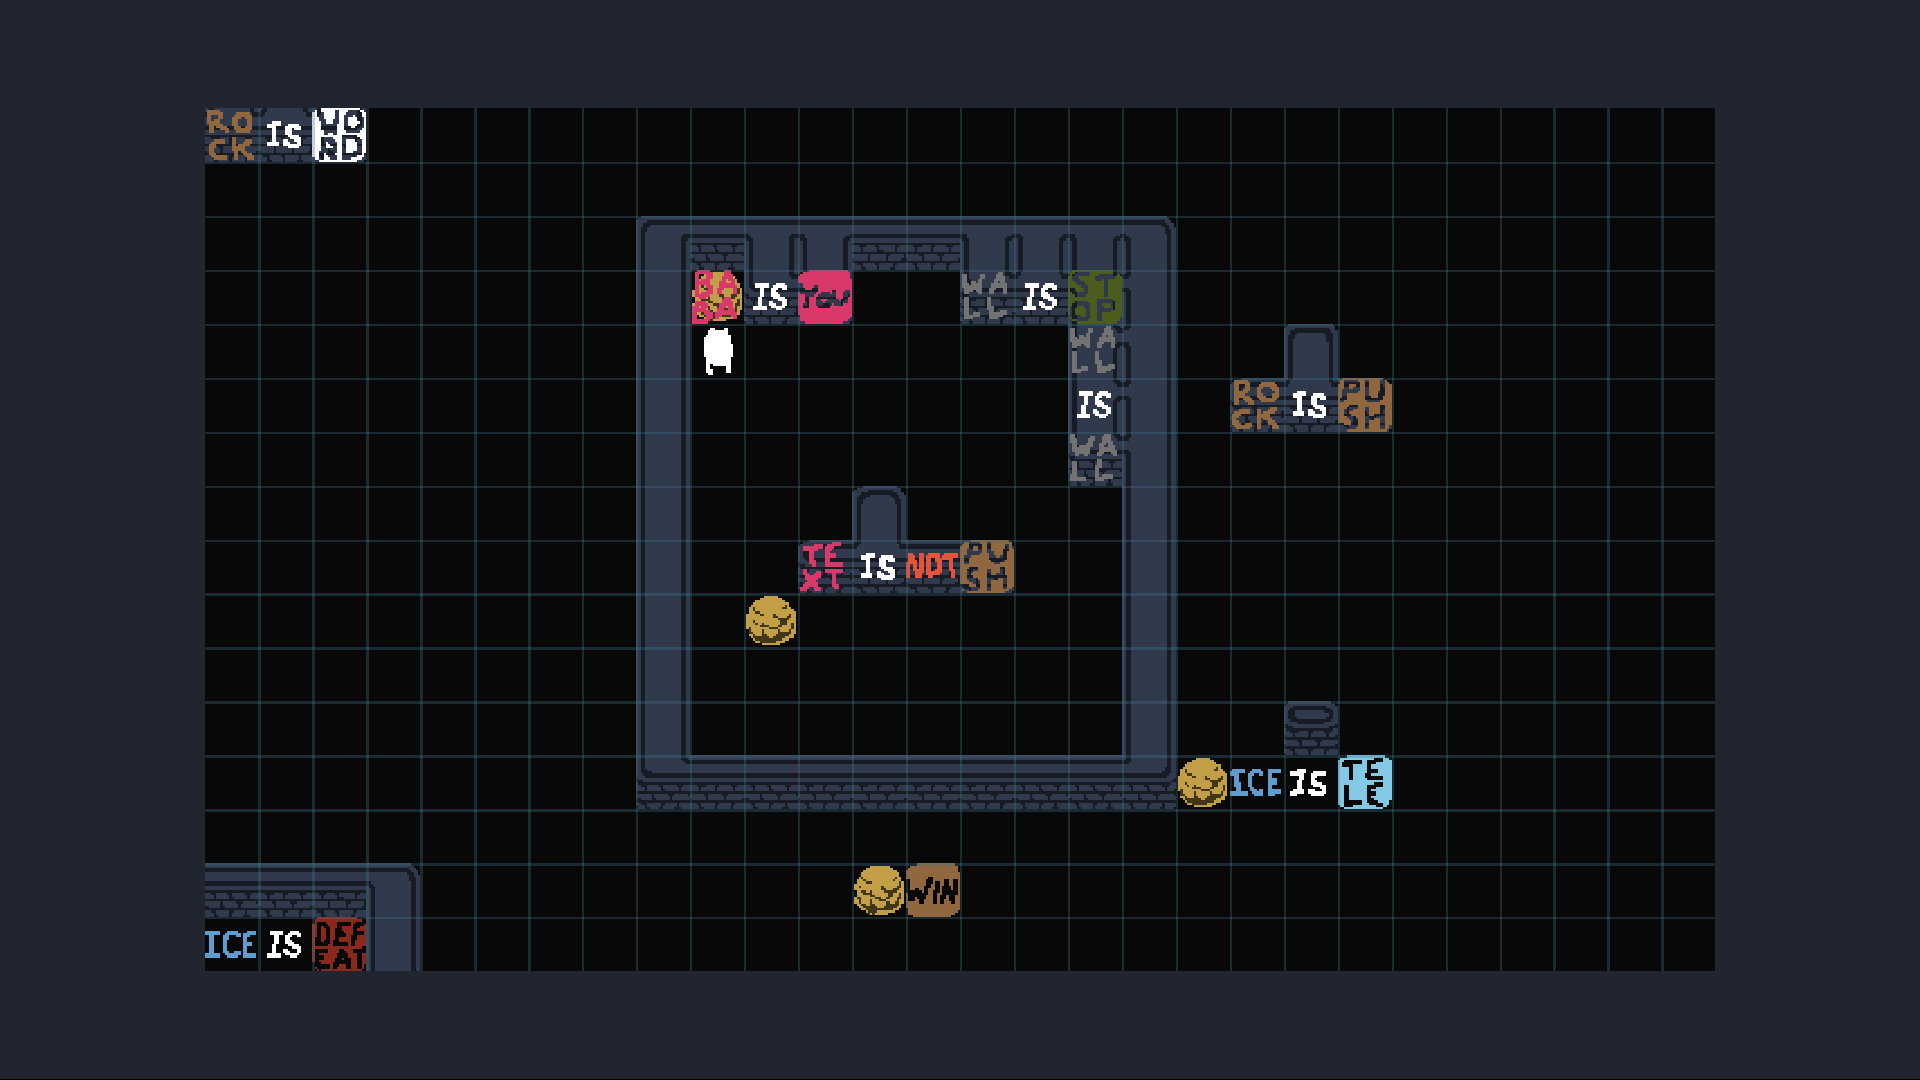 ROCK IS WORD
BABA IS YOU
WALL IS STOP
WALL
IS
WALL
ROCK IS PUSH
TEXT IS NOT PUSH
ICE IS TELE
WIN
ICE IS DEFEAT